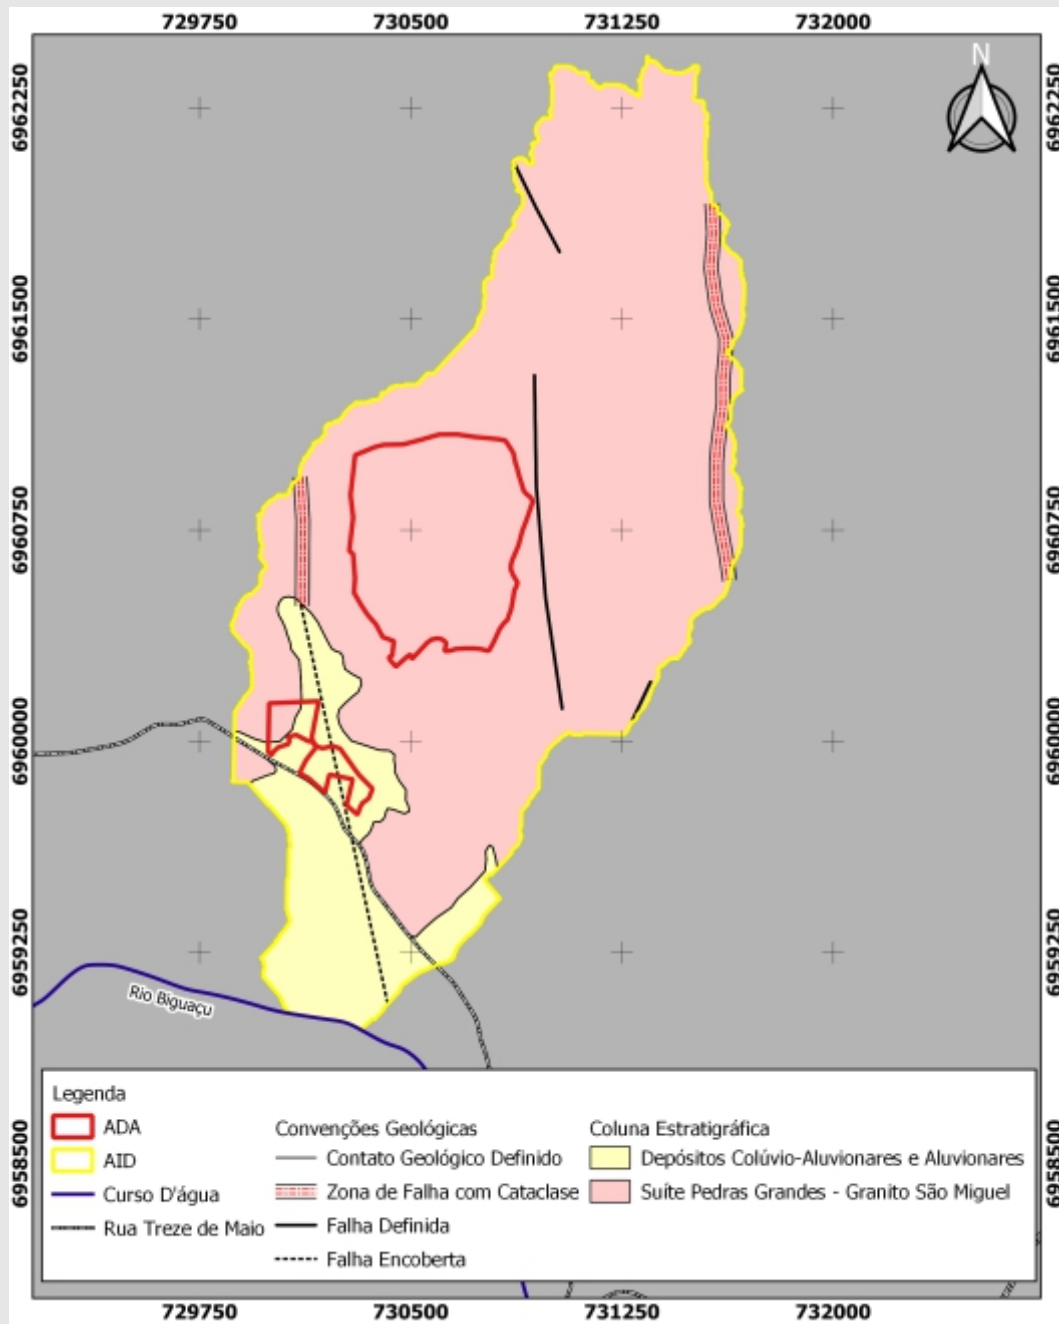 729750 730500 731250 732000
6962250 6962250
N
6961500 6961500
6960750 6960750
6960000 6960000
6959250 6959250
Rio Biguaçu
6958500 6958500
Legenda
ADA
AID
Curso D'água
Rua Treze de Maio
Convenções Geológicas
Contato Geológico Definido
Zona de Falha com Cataclase
Falha Definida
Falha Encoberta
Coluna Estratigráfica
Depósitos Colúvio-Aluvionares e Aluvionares
Suíte Pedras Grandes - Granito São Miguel
729750 730500 731250 732000